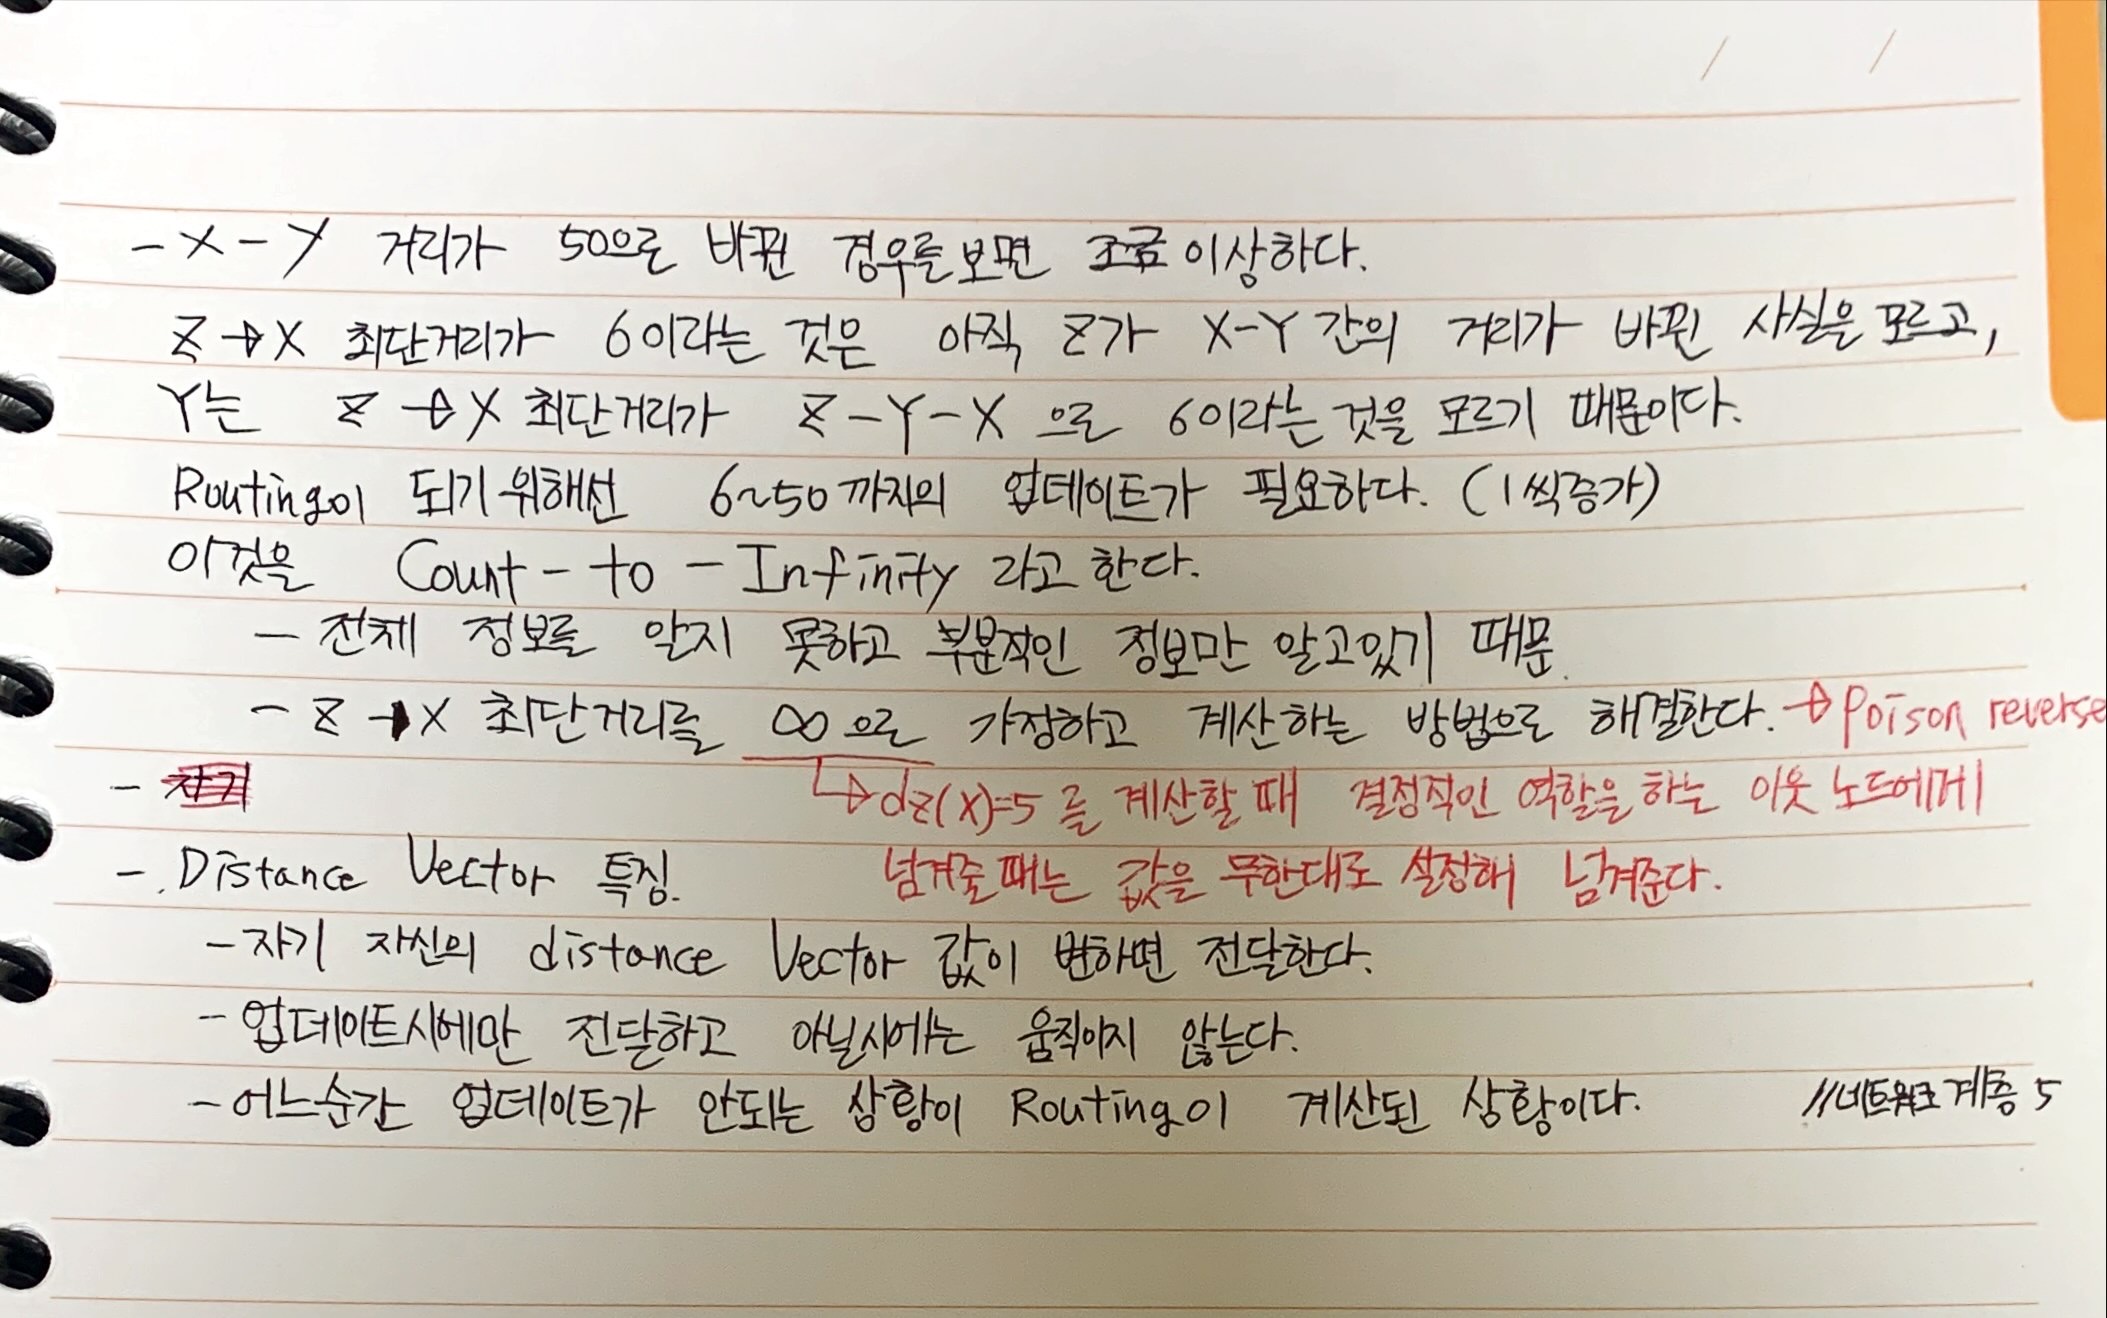 - X - Y 거리가 50으로 바뀐 경우를 보면 조금 이상하다.
Z → X 최단거리가 6이라는 것은 아직 Z가 X-Y 간의 거리가 바뀐 사실을 모르고,
Y는 Z → X 최단거리가 Z - Y - X 으로 6이라는 것을 모르기 때문이다.
Routing이 되기 위해선 6~50까지의 업데이트가 필요하다. (1씩증가)
이것을 Count - to - Infinity 라고 한다.
- 전체 정보를 알지 못하고 부분적인 정보만 알고있기 때문.
- Z → X 최단거리를 ∞으로 가정하고 계산하는 방법으로 해결한다. → Poison reverse
- 자기
↳ dz(X)=5 를 계산할 때 결정적인 역할을 하는 이웃 노드에게
넘겨줄 때는 값을 무한대로 설정해 넘겨준다.
- Distance Vector 특징.
- 자기 자신의 distance Vector 값이 변하면 전달한다.
- 업데이트시에만 전달하고 아닐시에는 움직이지 않는다.
- 어느순간 업데이트가 안되는 상황이 Routing이 계산된 상황이다.
//네트워크 계층 5